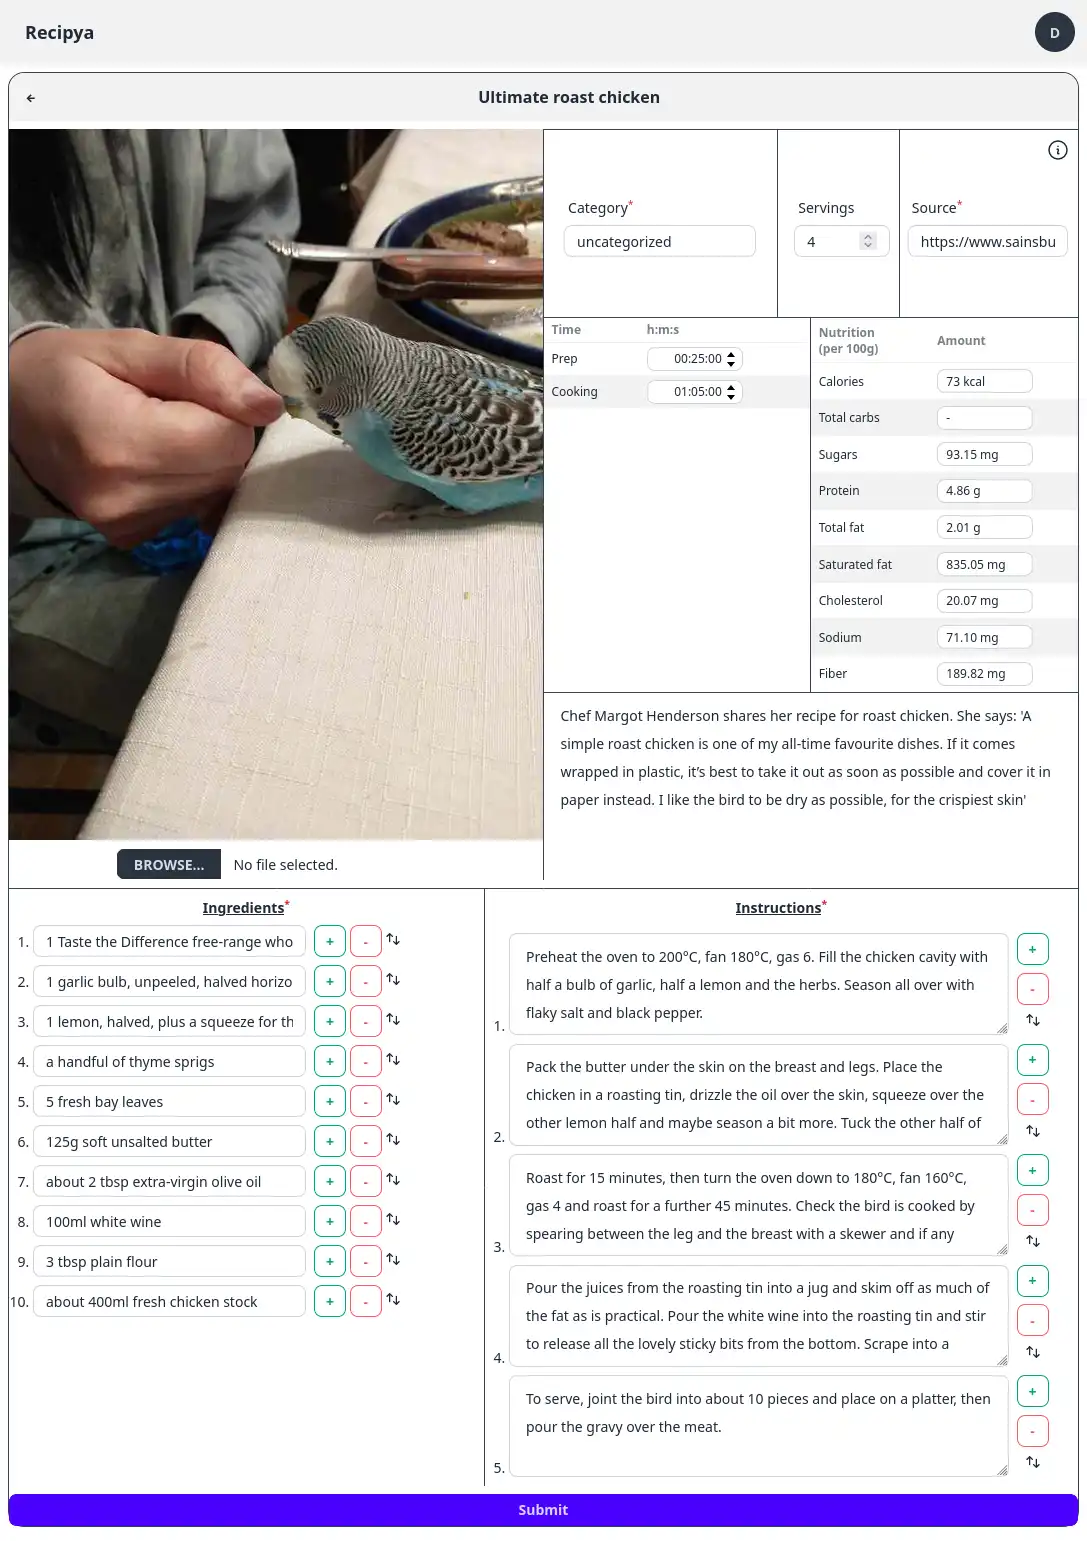 Recipya
D
←
Ultimate roast chicken
Category*
uncategorized
Servings
4
Source*
https://www.sainsbu
Time h:m:s
Prep 00:25:00
Cooking 01:05:00
Nutrition
(per 100g)
Amount
Calories 73 kcal
Total carbs -
Sugars 93.15 mg
Protein 4.86 g
Total fat 2.01 g
Saturated fat 835.05 mg
Cholesterol 20.07 mg
Sodium 71.10 mg
Fiber 189.82 mg
Chef Margot Henderson shares her recipe for roast chicken. She says: 'A
simple roast chicken is one of my all-time favourite dishes. If it comes
wrapped in plastic, it’s best to take it out as soon as possible and cover it in
paper instead. I like the bird to be dry as possible, for the crispiest skin'
BROWSE... No file selected.
Ingredients*
1. 1 Taste the Difference free-range who + -
2. 1 garlic bulb, unpeeled, halved horizo + -
3. 1 lemon, halved, plus a squeeze for th + -
4. a handful of thyme sprigs + -
5. 5 fresh bay leaves + -
6. 125g soft unsalted butter + -
7. about 2 tbsp extra-virgin olive oil + -
8. 100ml white wine + -
9. 3 tbsp plain flour + -
10. about 400ml fresh chicken stock + -
Instructions*
Preheat the oven to 200°C, fan 180°C, gas 6. Fill the chicken cavity with
half a bulb of garlic, half a lemon and the herbs. Season all over with
flaky salt and black pepper.
1.
+
-
Pack the butter under the skin on the breast and legs. Place the
chicken in a roasting tin, drizzle the oil over the skin, squeeze over the
other lemon half and maybe season a bit more. Tuck the other half of
2.
+
-
Roast for 15 minutes, then turn the oven down to 180°C, fan 160°C,
gas 4 and roast for a further 45 minutes. Check the bird is cooked by
spearing between the leg and the breast with a skewer and if any
3.
+
-
Pour the juices from the roasting tin into a jug and skim off as much of
the fat as is practical. Pour the white wine into the roasting tin and stir
to release all the lovely sticky bits from the bottom. Scrape into a
4.
+
-
To serve, joint the bird into about 10 pieces and place on a platter, then
pour the gravy over the meat.
5.
+
-
Submit